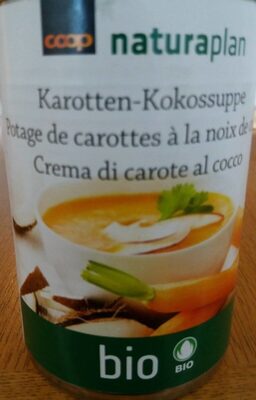 coop naturaplan
Karotten-Kokossuppe
Potage de carottes à la noix de
Crema di carote al cocco
bio BIO